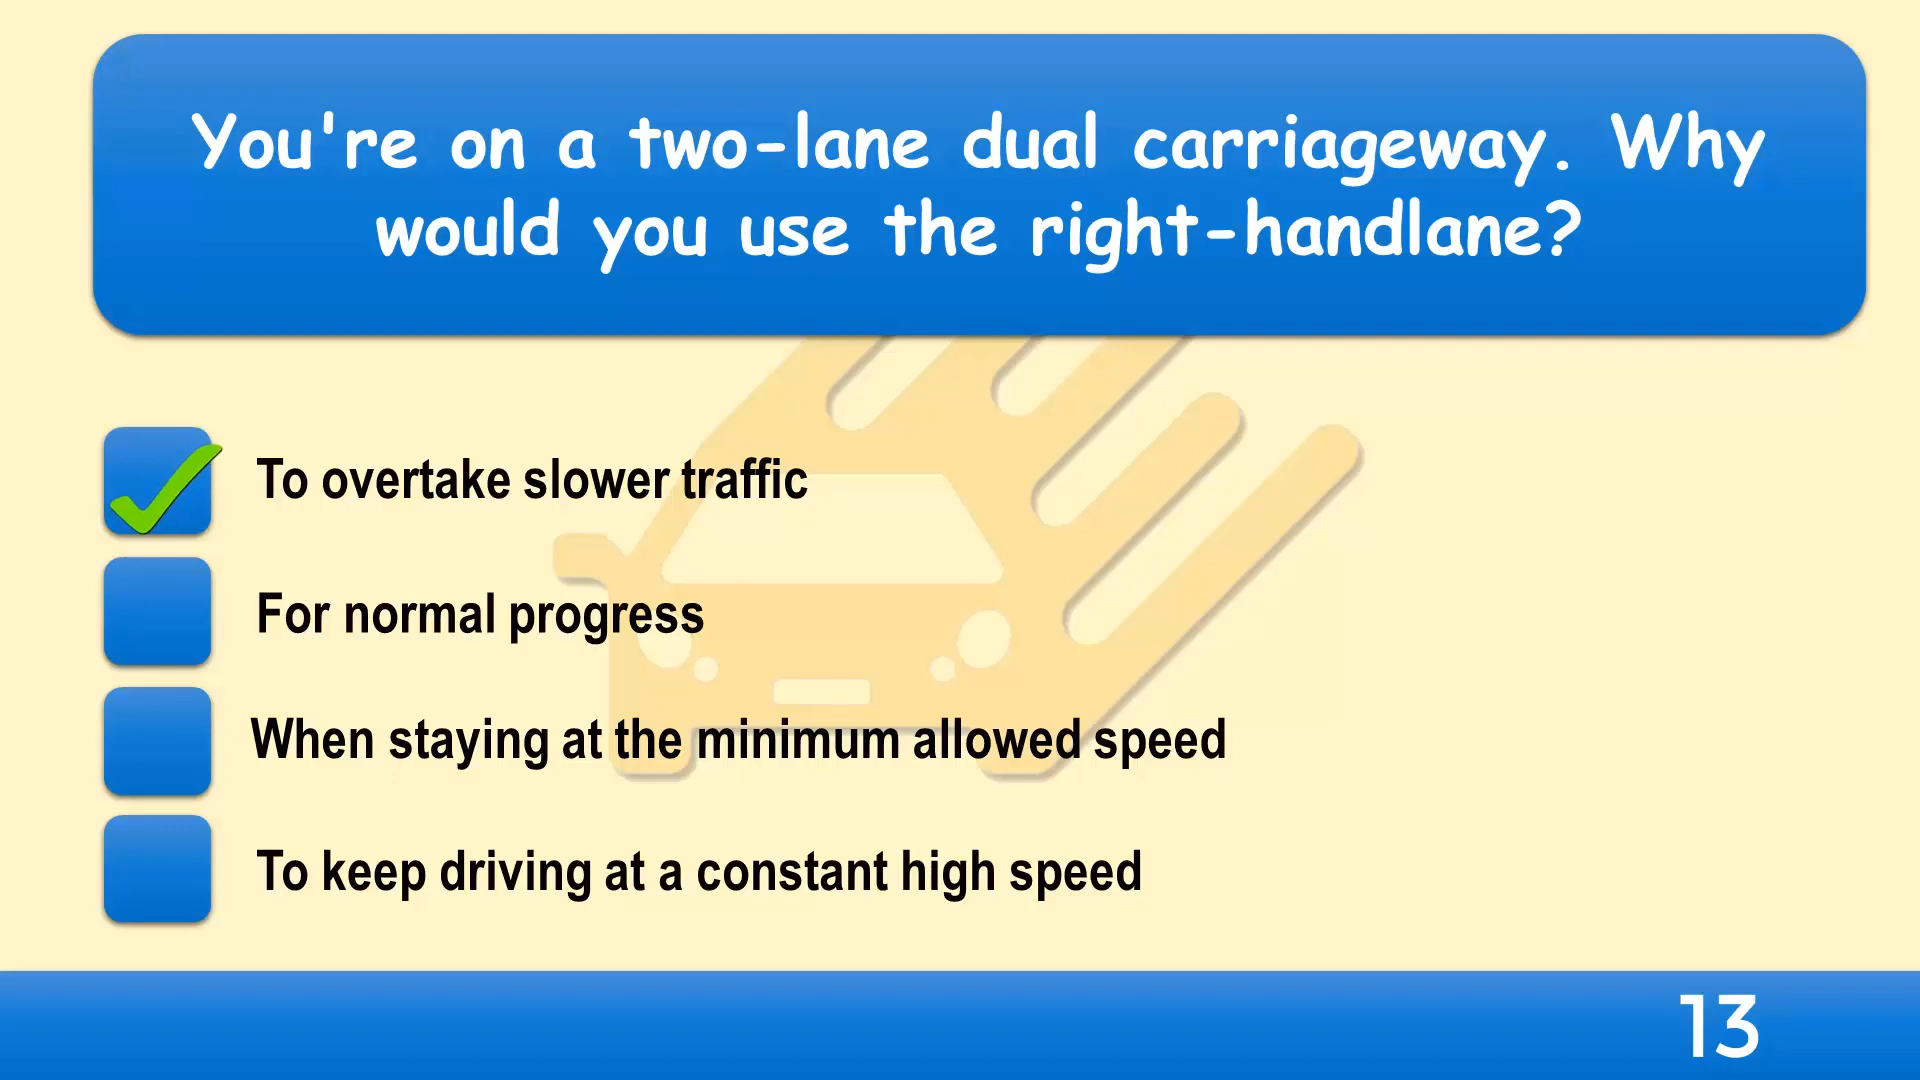 You're on a two-lane dual carriageway. Why
would you use the right-handlane?
To overtake slower traffic
For normal progress
When staying at the minimum allowed speed
To keep driving at a constant high speed
13